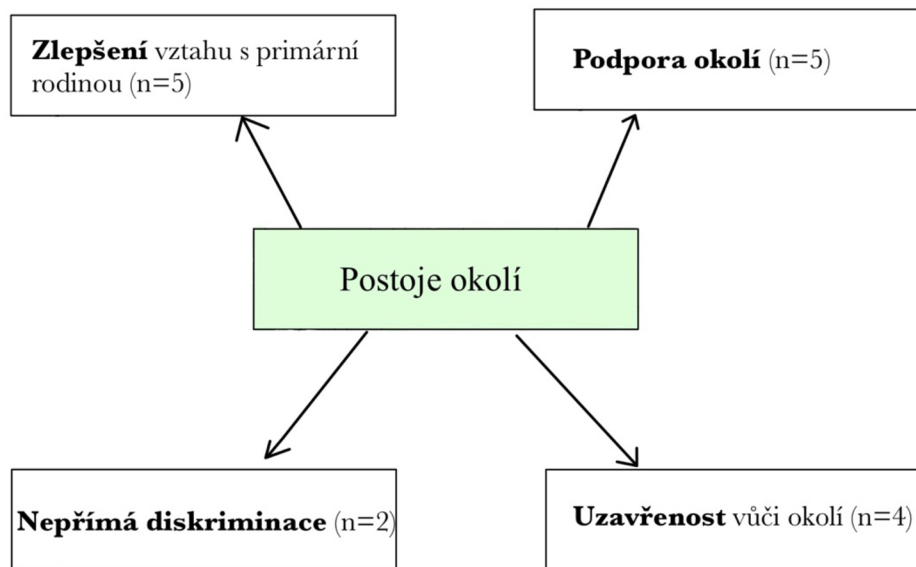 Zlepšení vztahu s primární
rodinou (n=5)
Podpora okolí (n=5)
Postoje okolí
Nepřímá diskriminace (n=2)
Uzavřenost vůči okolí (n=4)